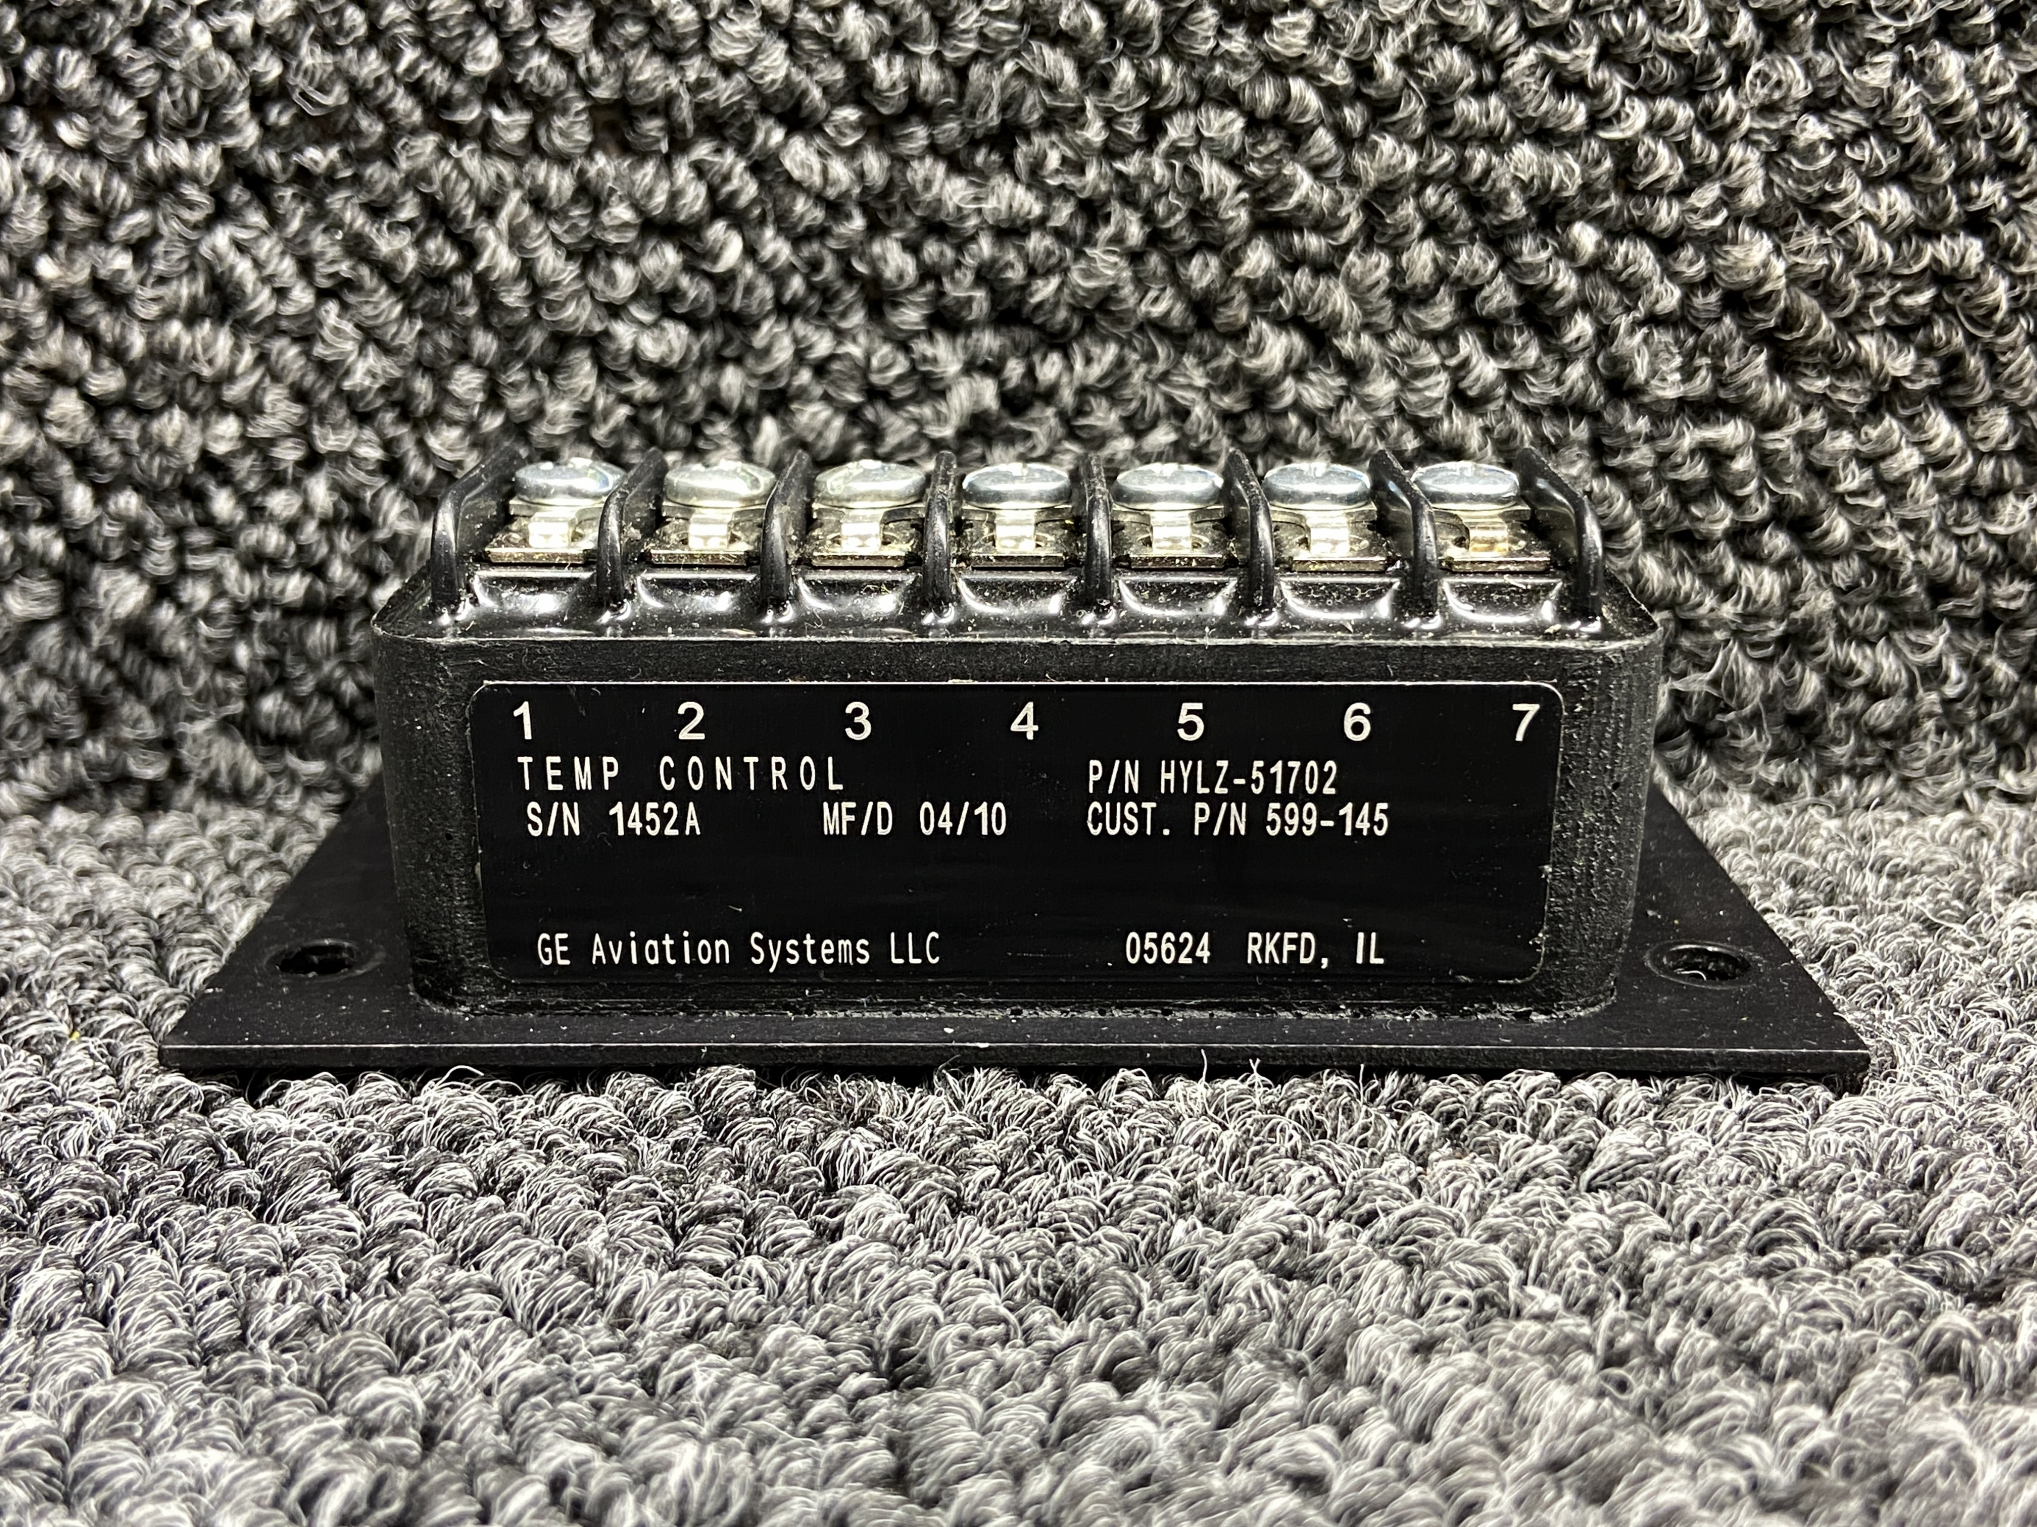 1 2 3 4 5 6 7
TEMP CONTROL P/N HYLZ-51702
S/N 1452A MF/D 04/10 CUST. P/N 599-145
GE Aviation Systems LLC 05624 RKFD, IL